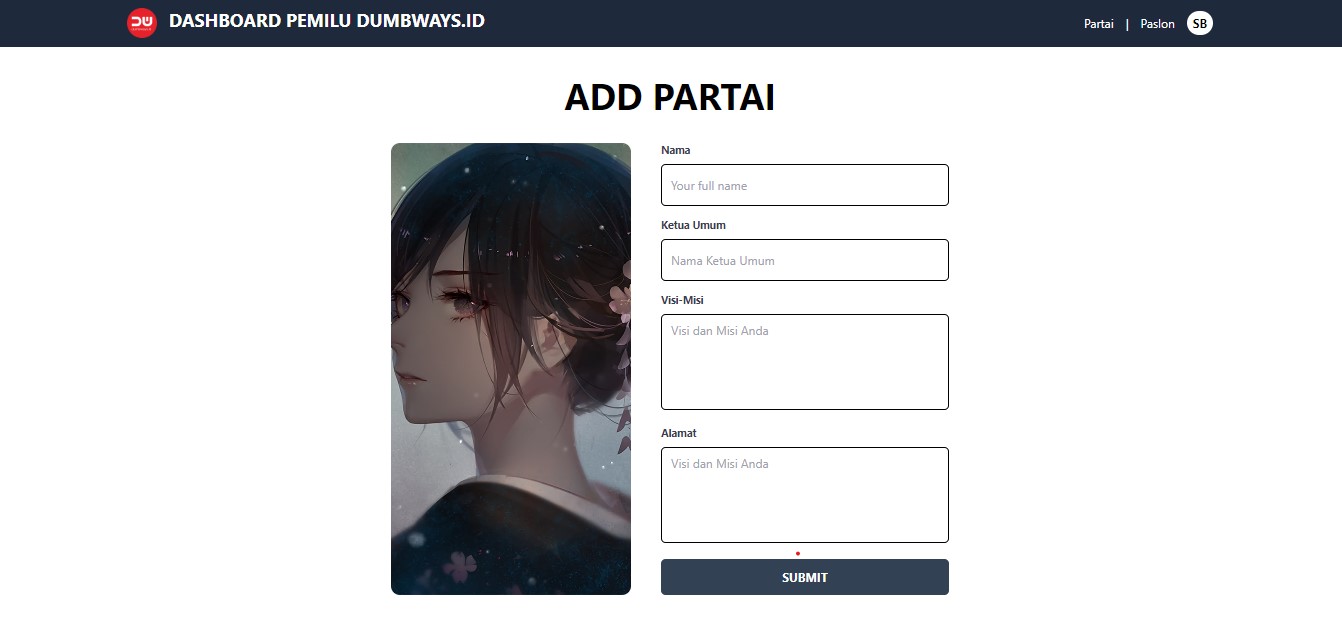 DW
DASHBOARD PEMILU DUMBWAYS.ID
Partai | Paslon SB
ADD PARTAI
Nama
Your full name
Ketua Umum
Nama Ketua Umum
Visi-Misi
Visi dan Misi Anda
Alamat
Visi dan Misi Anda
SUBMIT